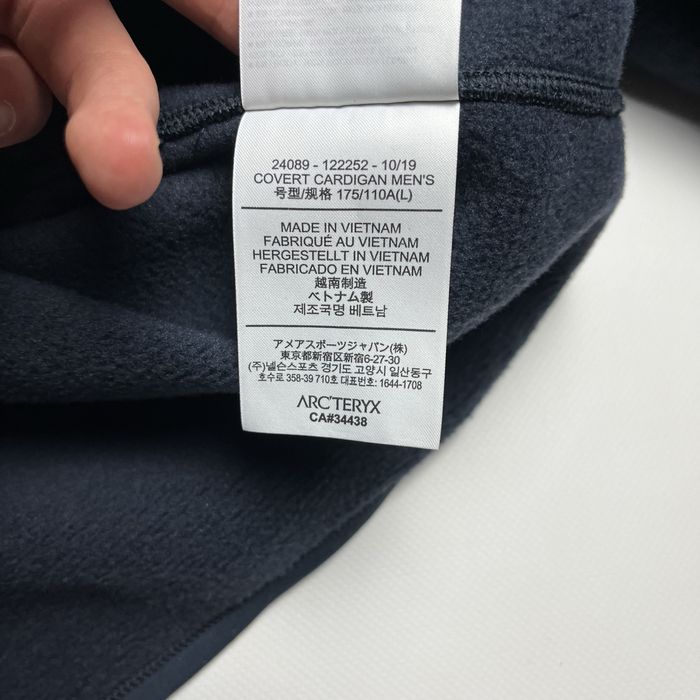 24089 - 122252 - 10/19
COVERT CARDIGAN MEN'S
号型/规格 175/110A(L)
MADE IN VIETNAM
FABRIQUÉ AU VIETNAM
HERGESTELLT IN VIETNAM
FABRICADO EN VIETNAM
越南制造
ベトナム製
제조국명 베트남
アメアスポーツジャパン(株)
東京都新宿区新宿6-27-30
(주)넬슨스포츠 경기도 고양시 일산동구
호수로 358-39 710호 대표번호: 1644-1708
ARC'TERYX
CA#34438